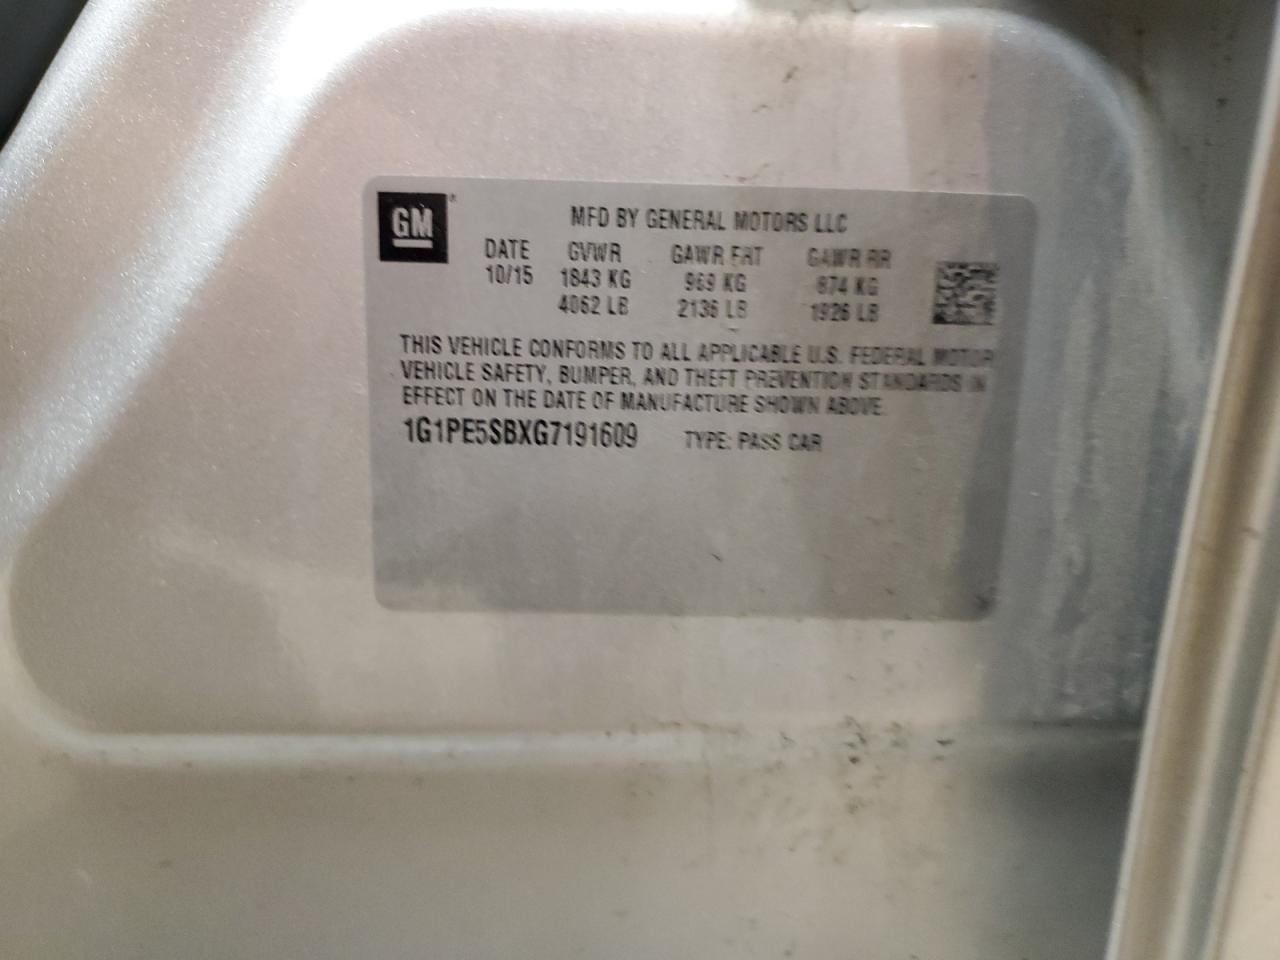 GM
MFD BY GENERAL MOTORS LLC
DATE GVWR GAWR FRT GAWR RR
10/15 1843 KG 969 KG 874 KG
4062 LB 2136 LB 1926 LB
THIS VEHICLE CONFORMS TO ALL APPLICABLE U.S. FEDERAL MOTOR
VEHICLE SAFETY, BUMPER, AND THEFT PREVENTION STANDARDS IN
EFFECT ON THE DATE OF MANUFACTURE SHOWN ABOVE.
1G1PE5SBXG7191609 TYPE: PASS CAR